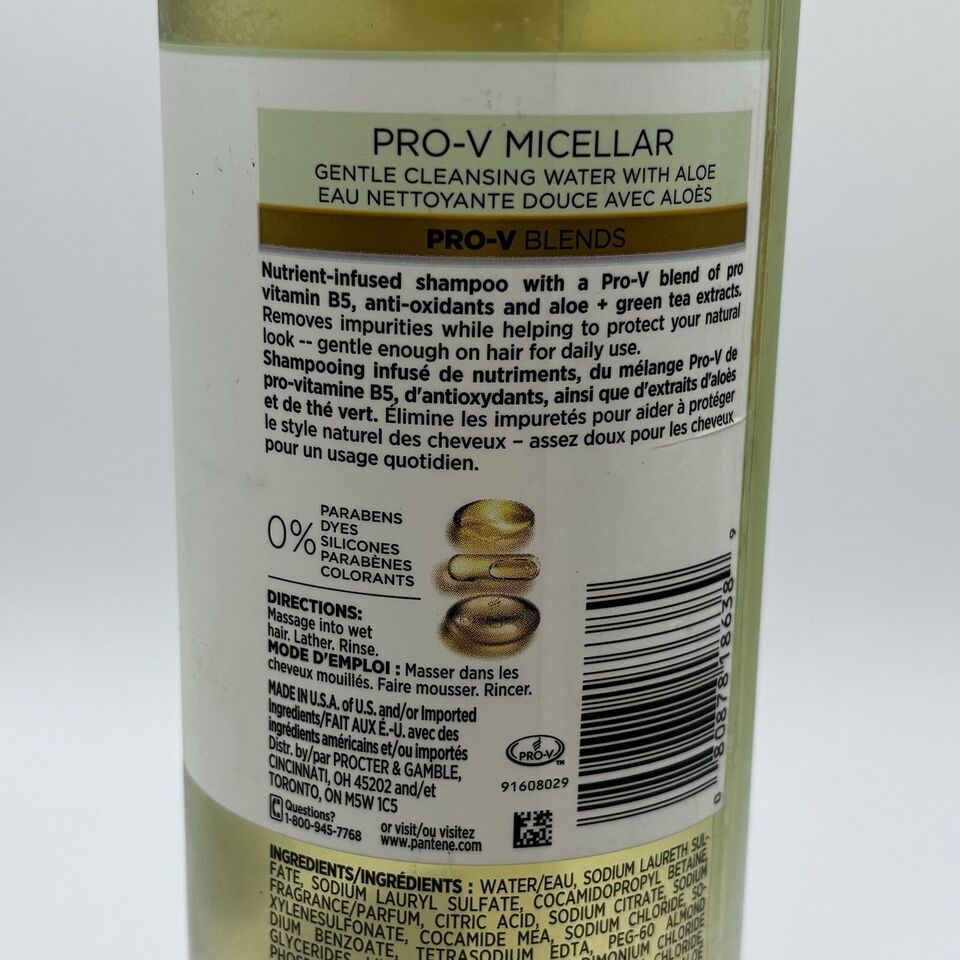 PRO-V MICELLAR
GENTLE CLEANSING WATER WITH ALOE
EAU NETTOYANTE DOUCE AVEC ALOÈS
PRO-V BLENDS
Nutrient-infused shampoo with a Pro-V blend of pro
vitamin B5, anti-oxidants and aloe + green tea extracts.
Removes impurities while helping to protect your natural
look -- gentle enough on hair for daily use.
Shampooing infusé de nutriments, du mélange Pro-V de
pro-vitamine B5, d'antioxydants, ainsi que d'extraits d'aloès
et de thé vert. Élimine les impuretés pour aider à protéger
le style naturel des cheveux – assez doux pour les cheveux
pour un usage quotidien.
0%
PARABENS
DYES
SILICONES
PARABÈNES
COLORANTS
DIRECTIONS:
Massage into wet
hair. Lather. Rinse.
MODE D'EMPLOI : Masser dans les
cheveux mouillés. Faire mousser. Rincer.
MADE IN U.S.A. of U.S. and/or Imported
Ingredients/FAIT AUX É.-U. avec des
ingrédients américains et/ou importés
Distr. by/par PROCTER & GAMBLE,
CINCINNATI, OH 45202 and/et
TORONTO, ON M5W 1C5
Questions?
1-800-945-7768
or visit/ou visitez
www.pantene.com
PRO-V TM
91608029
0 80878 18638 9
INGREDIENTS/INGRÉDIENTS : WATER/EAU, SODIUM LAURETH SUL-
FATE, SODIUM LAURYL SULFATE, COCAMIDOPROPYL BETAINE,
FRAGRANCE/PARFUM, CITRIC ACID, SODIUM CITRATE, SODIUM
XYLENESULFONATE, COCAMIDE MEA, SODIUM CHLORIDE, SO-
DIUM BENZOATE, TETRASODIUM EDTA, PEG-60 ALMOND
GLYCERIDES, CHLORIDE